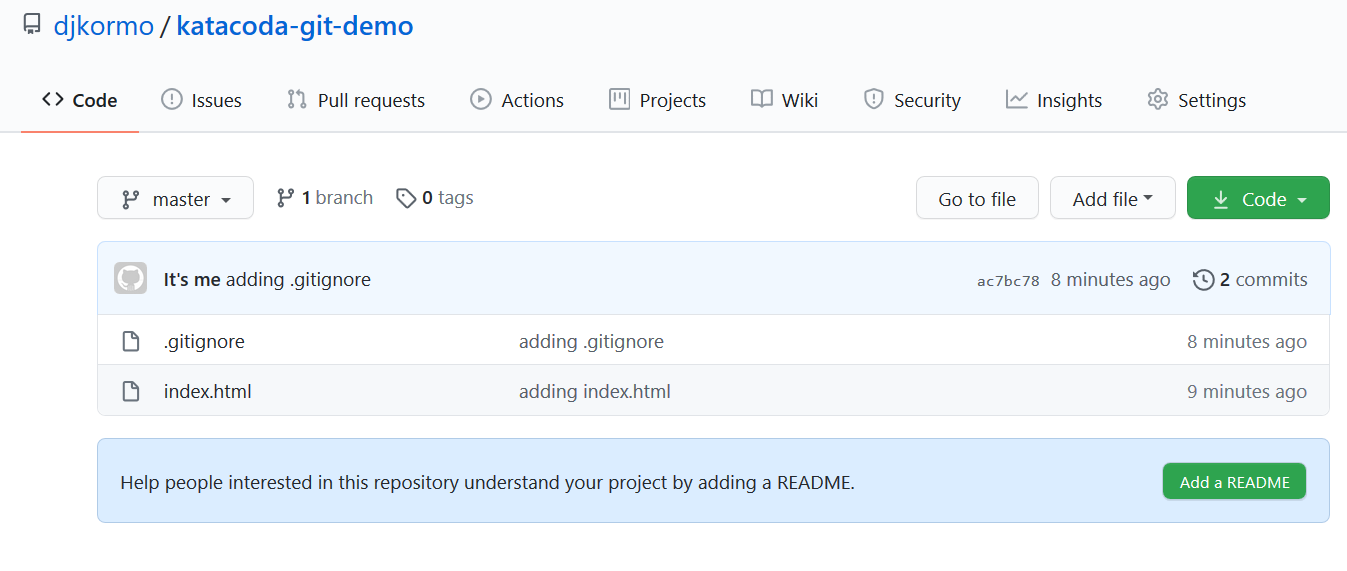 djkormo / katacoda-git-demo
Code Issues Pull requests Actions Projects Wiki Security Insights Settings
master 1 branch 0 tags Go to file Add file Code
It's me adding .gitignore ac7bc78 8 minutes ago 2 commits
.gitignore adding .gitignore 8 minutes ago
index.html adding index.html 9 minutes ago
Help people interested in this repository understand your project by adding a README. Add a README